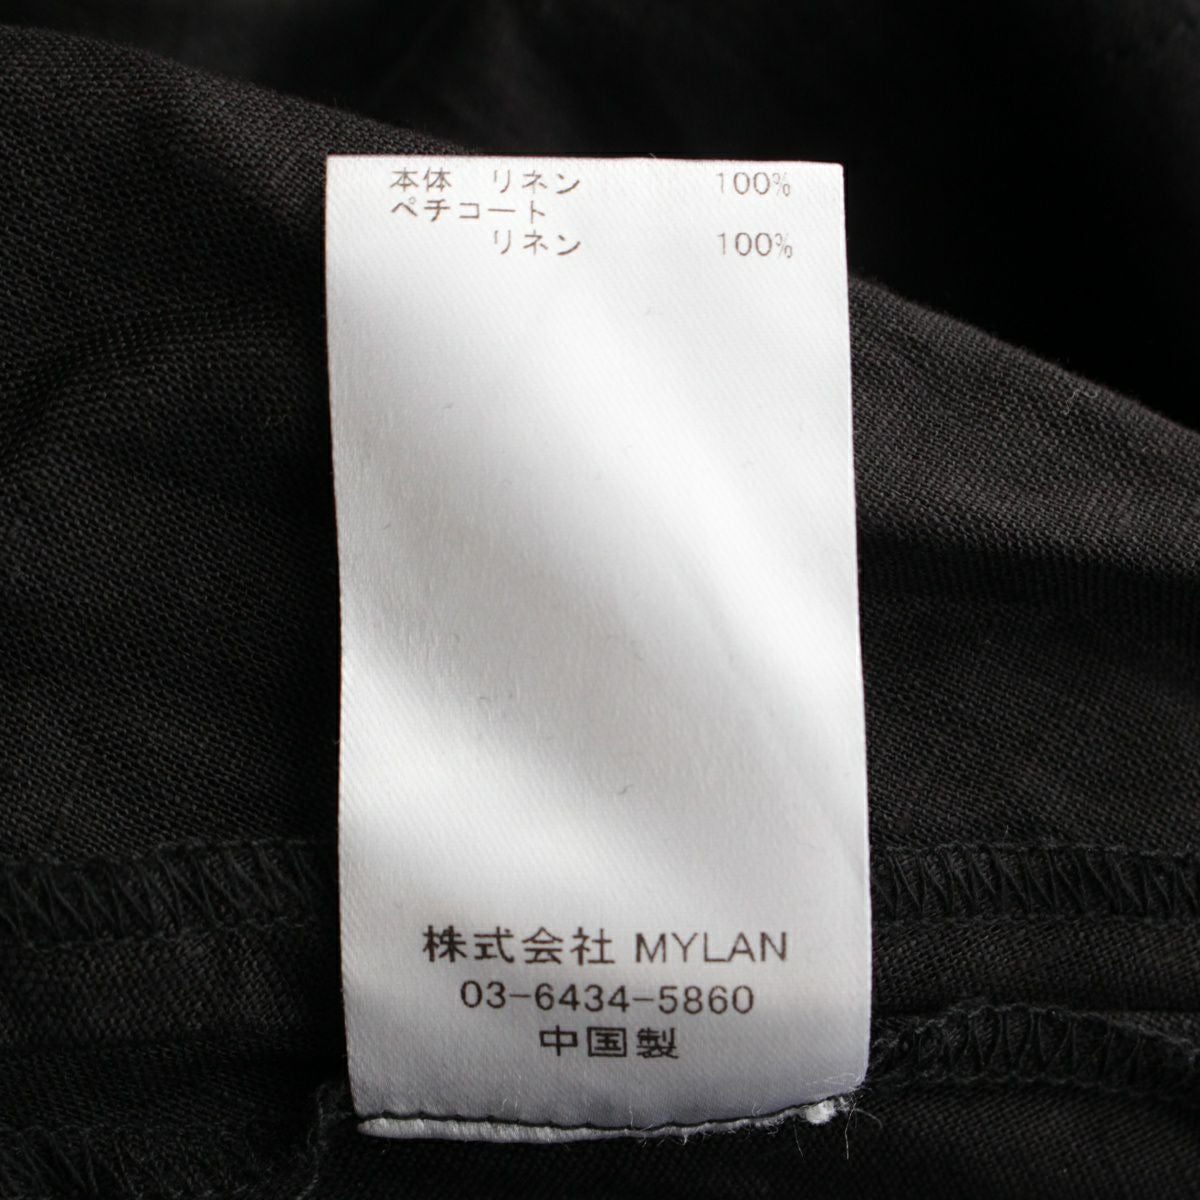 本体 リネン 100%
ペチコート
リネン 100%
株式会社 MYLAN
03-6434-5860
中国製